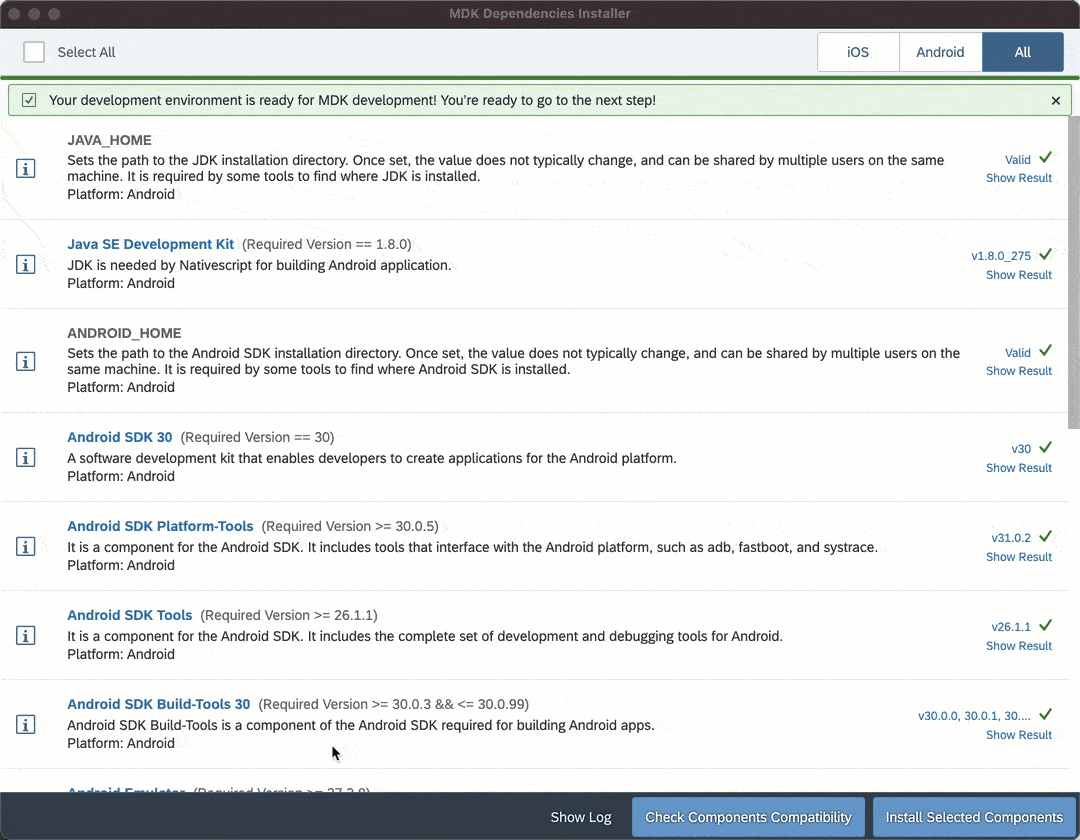 MDK Dependencies Installer
Select All
iOS
Android
All
Your development environment is ready for MDK development! You're ready to go to the next step!
JAVA_HOME
Sets the path to the JDK installation directory. Once set, the value does not typically change, and can be shared by multiple users on the same
machine. It is required by some tools to find where JDK is installed.
Platform: Android
Valid
Show Result
Java SE Development Kit (Required Version == 1.8.0)
JDK is needed by Nativescript for building Android application.
Platform: Android
v1.8.0_275
Show Result
ANDROID_HOME
Sets the path to the Android SDK installation directory. Once set, the value does not typically change, and can be shared by multiple users on the
same machine. It is required by some tools to find where Android SDK is installed.
Platform: Android
Valid
Show Result
Android SDK 30 (Required Version == 30)
A software development kit that enables developers to create applications for the Android platform.
Platform: Android
v30
Show Result
Android SDK Platform-Tools (Required Version >= 30.0.5)
It is a component for the Android SDK. It includes tools that interface with the Android platform, such as adb, fastboot, and systrace.
Platform: Android
v31.0.2
Show Result
Android SDK Tools (Required Version >= 26.1.1)
It is a component for the Android SDK. It includes the complete set of development and debugging tools for Android.
Platform: Android
v26.1.1
Show Result
Android SDK Build-Tools 30 (Required Version >= 30.0.3 && <= 30.0.99)
Android SDK Build-Tools is a component of the Android SDK required for building Android apps.
Platform: Android
v30.0.0, 30.0.1, 30....
Show Result
Android Emulator (Required Version >=
Show Log
Check Components Compatibility
Install Selected Components